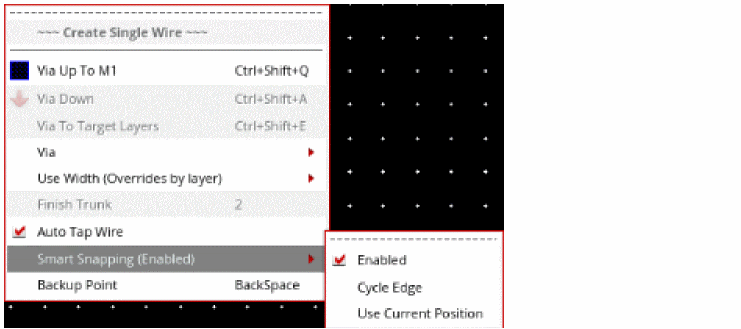 ~~~ Create Single Wire ~~~
Via Up To M1 Ctrl+Shift+Q
Via Down Ctrl+Shift+A
Via To Target Layers Ctrl+Shift+E
Via
Use Width (Overrides by layer)
Finish Trunk 2
Auto Tap Wire
Smart Snapping (Enabled)
Backup Point BackSpace
Enabled
Cycle Edge
Use Current Position